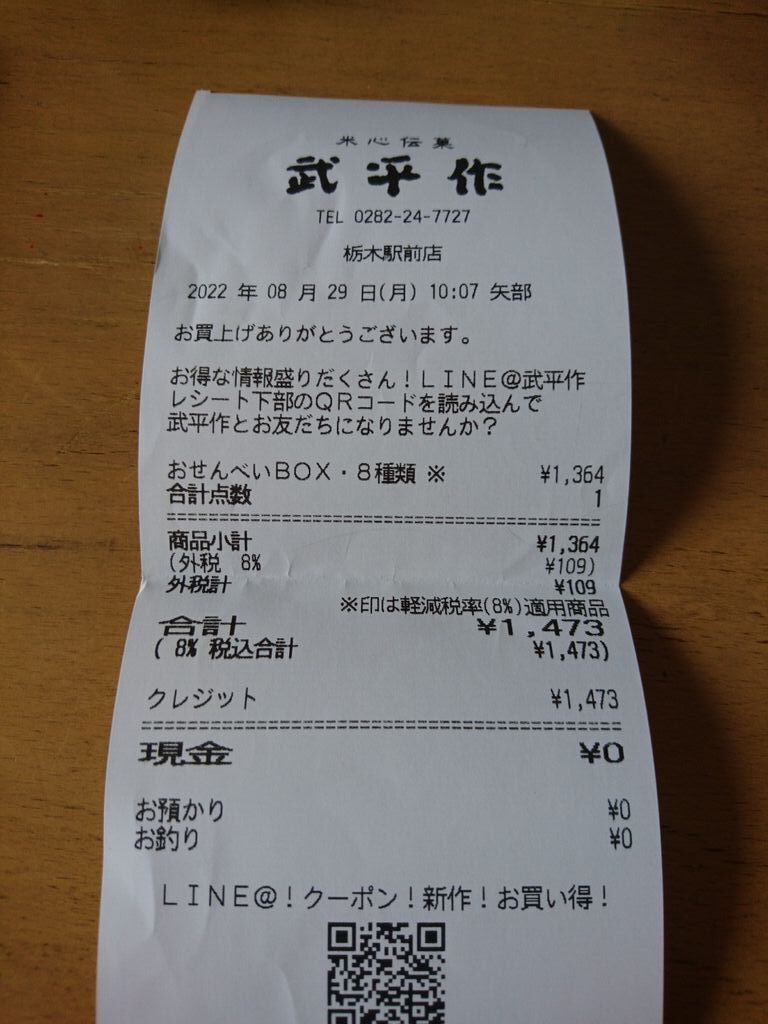 米心伝菓
武平作
TEL 0282-24-7727
栃木駅前店
2022 年 08 月 29 日(月) 10:07 矢部
お買上げありがとうございます。
お得な情報盛りだくさん！ＬＩＮＥ＠武平作
レシート下部のＱＲコードを読み込んで
武平作とお友だちになりませんか？
おせんべいＢＯＸ・８種類 ※ ¥1,364
合計点数 1
商品小計 ¥1,364
(外税 8% ¥109)
外税計 ¥109
※印は軽減税率(8%)適用商品
合計 ¥1,473
( 8% 税込合計 ¥1,473)
クレジット ¥1,473
現金 ¥0
お預かり ¥0
お釣り ¥0
ＬＩＮＥ＠！クーポン！新作！お買い得！